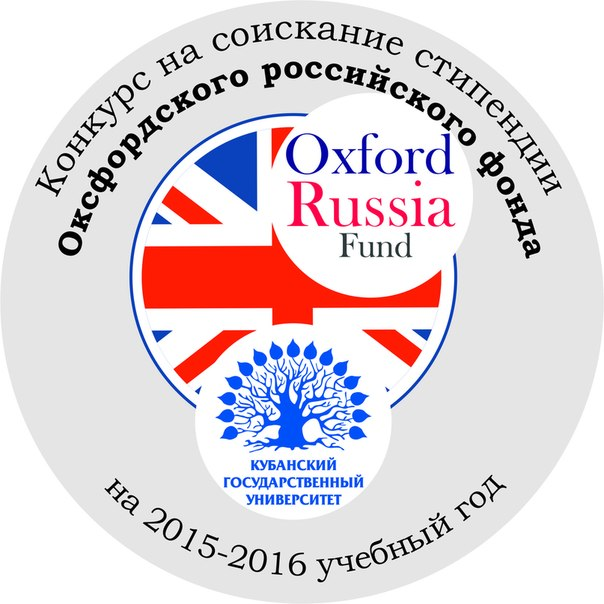 Конкурс на соискание стипендии
Оксфордского российского фонда
Oxford
Russia
Fund
КУБАНСКИЙ
ГОСУДАРСТВЕННЫЙ
УНИВЕРСИТЕТ
на 2015-2016 учебный год